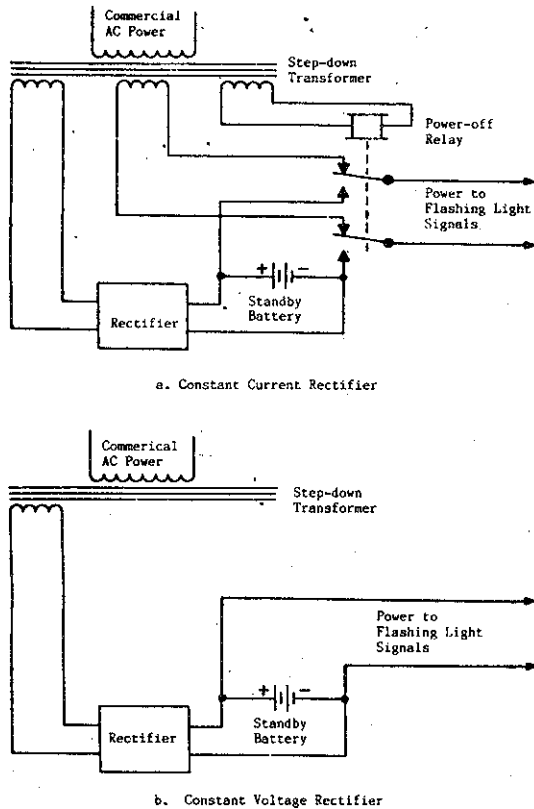 Commercial
AC Power
Step-down
Transformer
Power-off
Relay
Power to
Flashing Light
Signals
+ −
Standby
Battery
Rectifier
a. Constant Current Rectifier
Commerical
AC Power
Step-down
Transformer
Power to
Flashing Light
Signals
+ −
Standby
Battery
Rectifier
b. Constant Voltage Rectifier